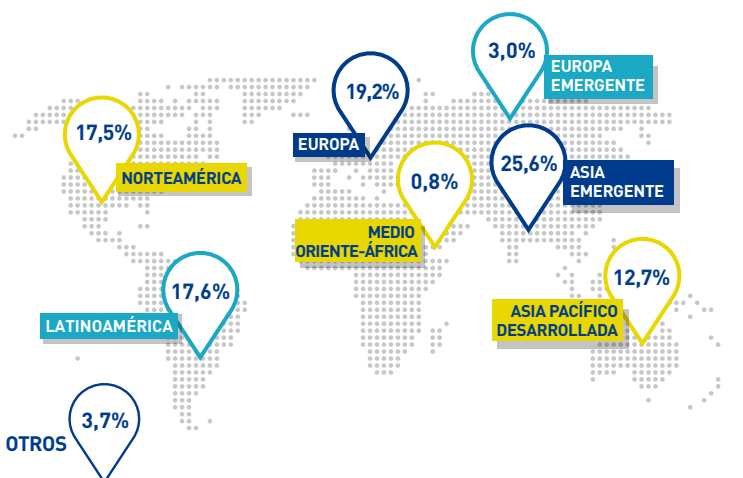 3,0%
EUROPA
EMERGENTE
19,2%
EUROPA
17,5%
NORTEAMÉRICA
0,8%
MEDIO
ORIENTE-ÁFRICA
25,6%
ASIA
EMERGENTE
17,6%
LATINOAMÉRICA
12,7%
ASIA PACÍFICO
DESARROLLADA
3,7%
OTROS